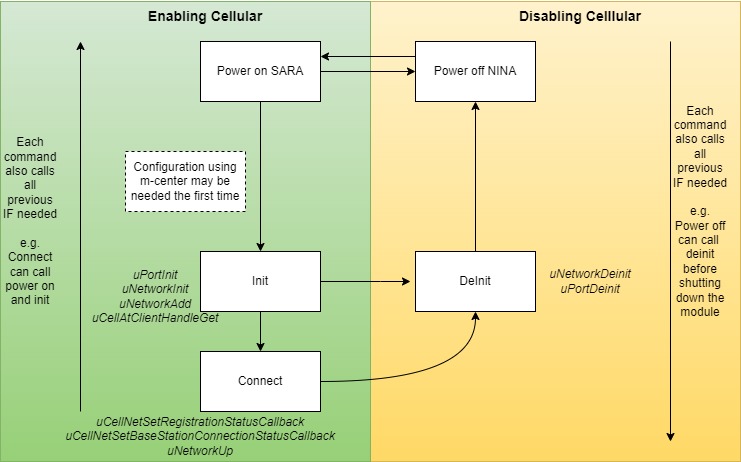 Enabling Cellular
Disabling Celllular
Power on SARA
Power off NINA
Each
command
also calls
all
previous
IF needed
e.g.
Connect
can call
power on
and init
Configuration using
m-center may be
needed the first time
Each
command
also calls
all
previous
IF needed
e.g.
Power off
can call
deinit
before
shutting
down the
module
uPortInit
uNetworkInit
uNetworkAdd
uCellAtClientHandleGet
Init
DeInit
uNetworkDeinit
uPortDeinit
Connect
uCellNetSetRegistrationStatusCallback
uCellNetSetBaseStationConnectionStatusCallback
uNetworkUp